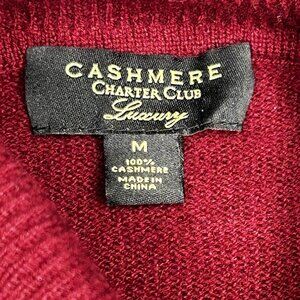 CASHMERE
CHARTER CLUB
Luxury
M
100%
CASHMERE
MADE IN
CHINA